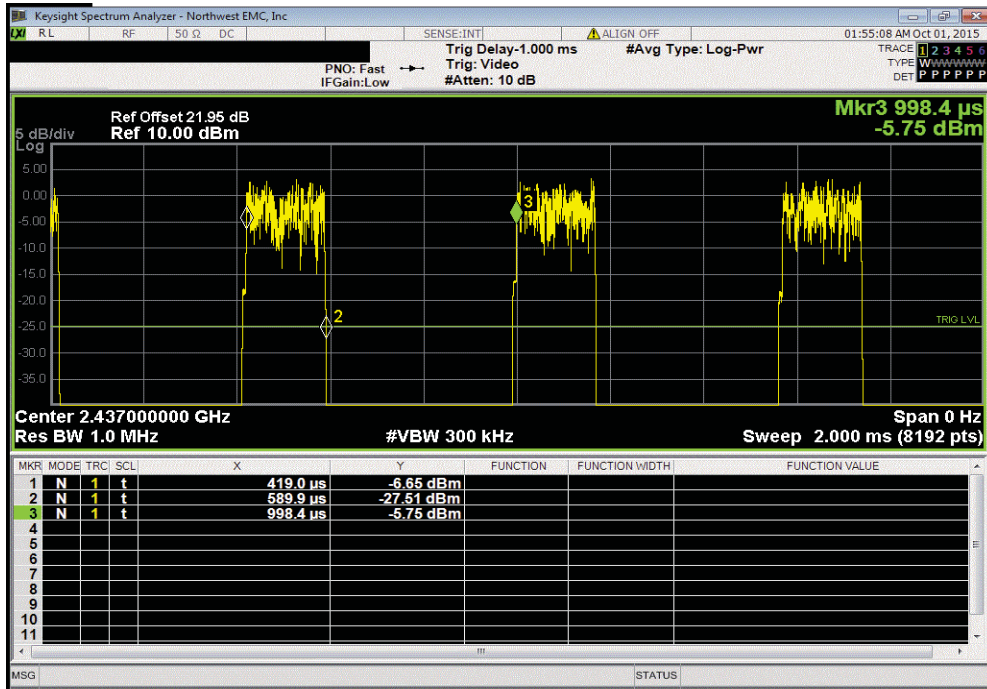 Keysight Spectrum Analyzer - Northwest EMC, Inc
LXI RL RF 50 Ω DC SENSE:INT ALIGN OFF 01:55:08 AM Oct 01, 2015
Trig Delay-1.000 ms #Avg Type: Log-Pwr TRACE 1 2 3 4 5 6
PNO: Fast Trig: Video TYPE WWWWWW
IFGain:Low #Atten: 10 dB DET P P P P P P
Mkr3 998.4 µs
-5.75 dBm
Ref Offset 21.95 dB
5 dB/div Ref 10.00 dBm
Log
5.00
0.00
-5.00
-10.0
-15.0
-20.0
-25.0
-30.0
-35.0
3
2
TRIG LVL
Center 2.437000000 GHz Span 0 Hz
Res BW 1.0 MHz #VBW 300 kHz Sweep 2.000 ms (8192 pts)
MKR MODE TRC SCL X Y FUNCTION FUNCTION WIDTH FUNCTION VALUE
1 N 1 t 419.0 µs -6.65 dBm
2 N 1 t 589.9 µs -27.51 dBm
3 N 1 t 998.4 µs -5.75 dBm
4
5
6
7
8
9
10
11
MSG STATUS